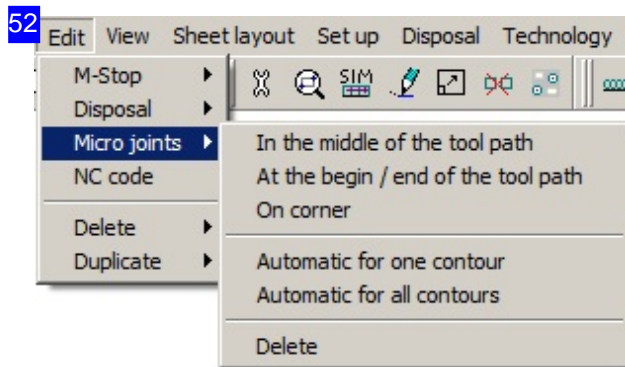 52
Edit View Sheet layout Set up Disposal Technology
M-Stop
SIM
Disposal
Micro joints
NC code
Delete
Duplicate
In the middle of the tool path
At the begin / end of the tool path
On corner
Automatic for one contour
Automatic for all contours
Delete